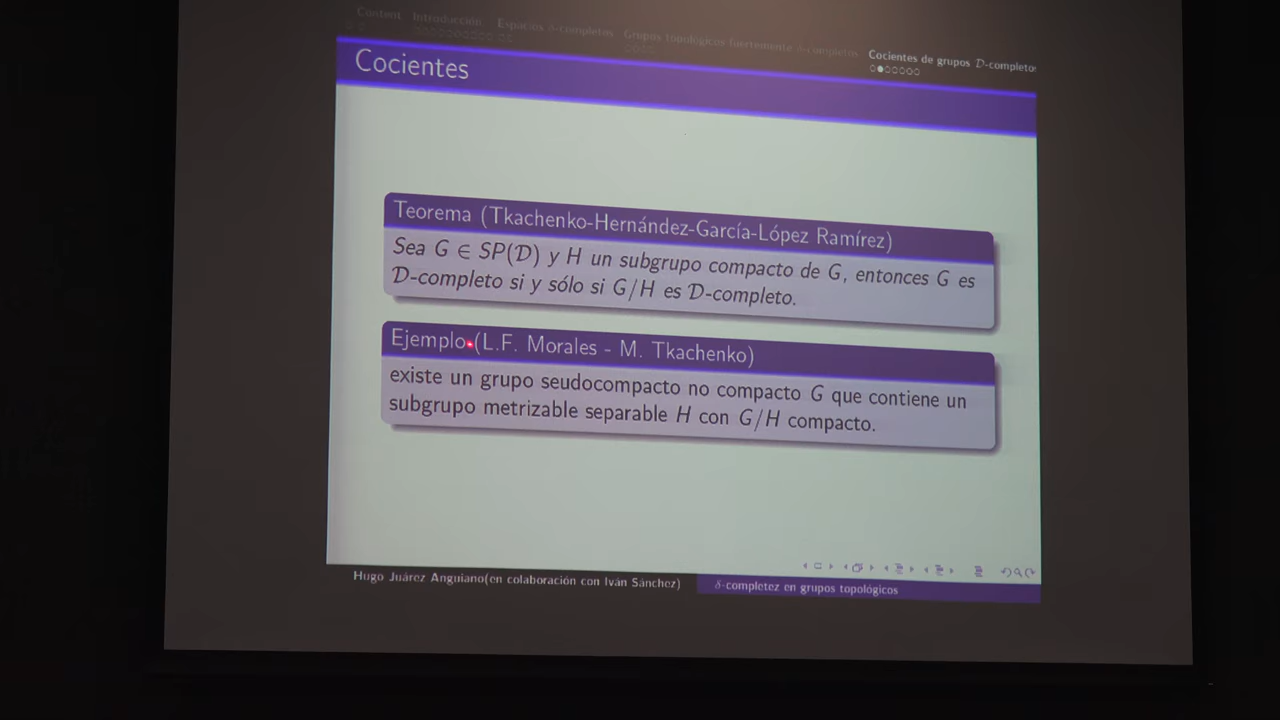 Content Introducción Espacios δ-completos Grupos topológicos fuertemente δ-completos Cocientes de grupos 𝒟-completos
Cocientes
Teorema (Tkachenko-Hernández-García-López Ramírez)
Sea G ∈ SP(𝒟) y H un subgrupo compacto de G, entonces G es
𝒟-completo si y sólo si G/H es 𝒟-completo.
Ejemplo (L.F. Morales - M. Tkachenko)
existe un grupo seudocompacto no compacto G que contiene un
subgrupo metrizable separable H con G/H compacto.
Hugo Juárez Anguiano(en colaboración con Iván Sánchez)
δ-completez en grupos topológicos